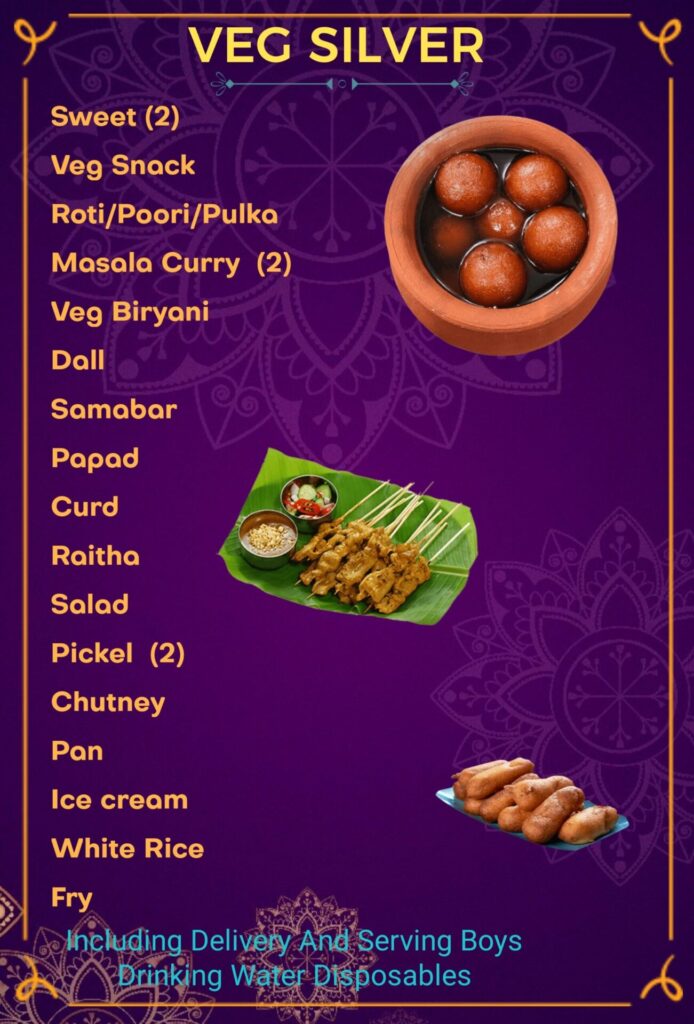 VEG SILVER
Sweet (2)
Veg Snack
Roti/Poori/Pulka
Masala Curry (2)
Veg Biryani
Dall
Samabar
Papad
Curd
Raitha
Salad
Pickel (2)
Chutney
Pan
Ice cream
White Rice
Fry
Including Delivery And Serving Boys
Drinking Water Disposables